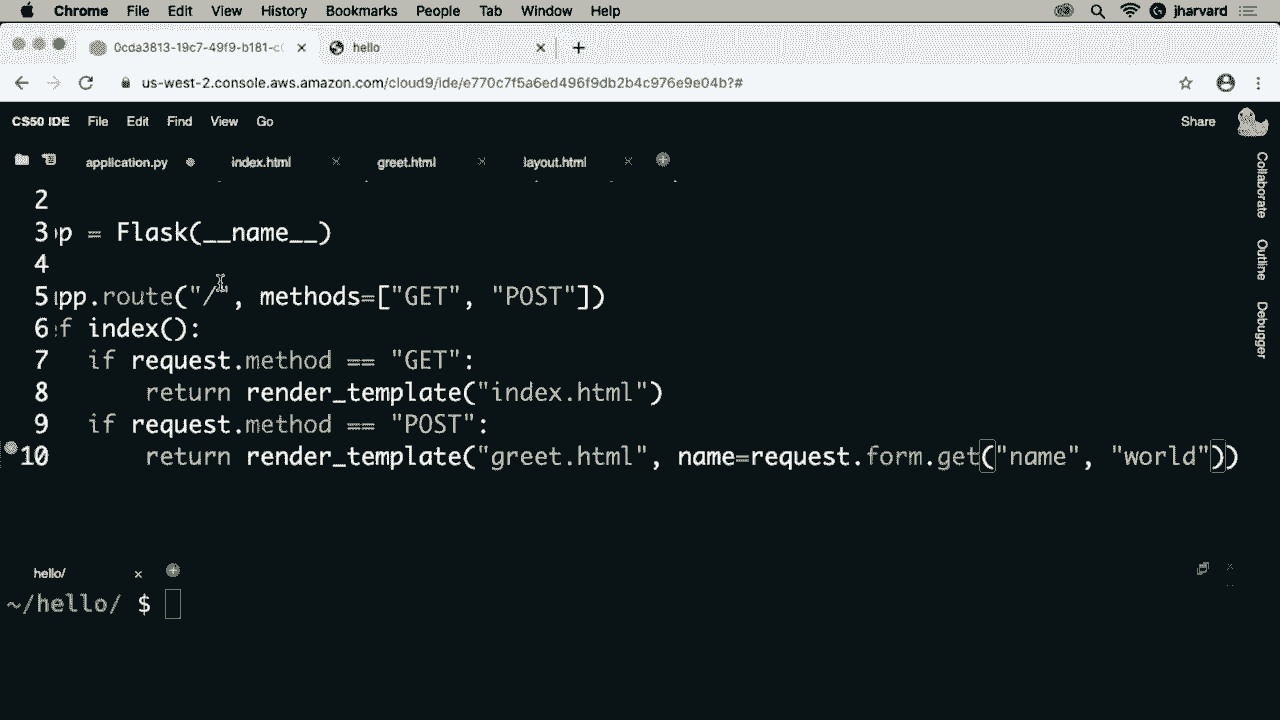 Chrome File Edit View History Bookmarks People Tab Window Help jharvard
0cda3813-19c7-49f9-b181-c hello
us-west-2.console.aws.amazon.com/cloud9/ide/e770c7f5a6ed496f9db2b4c976e9e04b?#
CS50 IDE File Edit Find View Go Share
application.py index.html greet.html layout.html
2
3 p = Flask(__name__)
4
5 pp.route("/", methods=["GET", "POST"])
6 f index():
7 if request.method == "GET":
8 return render_template("index.html")
9 if request.method == "POST":
10 return render_template("greet.html", name=request.form.get("name", "world"))
Collaborate
Outline
Debugger
hello/
~/hello/ $